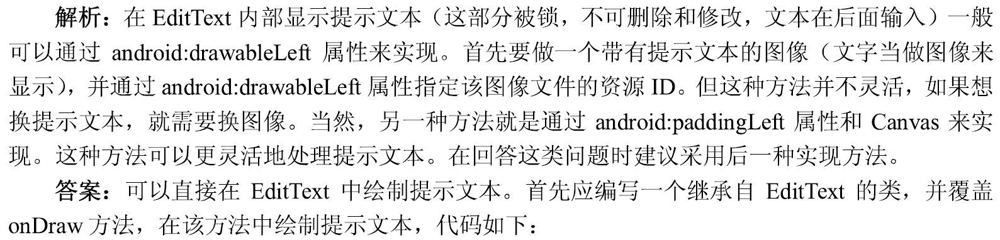 解析：在 EditText 内部显示提示文本（这部分被锁，不可删除和修改，文本在后面输入）一般
可以通过 android:drawableLeft 属性来实现。首先要做一个带有提示文本的图像（文字当做图像来
显示），并通过 android:drawableLeft 属性指定该图像文件的资源 ID。但这种方法并不灵活，如果想
换提示文本，就需要换图像。当然，另一种方法就是通过 android:paddingLeft 属性和 Canvas 来实
现。这种方法可以更灵活地处理提示文本。在回答这类问题时建议采用后一种实现方法。
答案：可以直接在 EditText 中绘制提示文本。首先应编写一个继承自 EditText 的类，并覆盖
onDraw 方法，在该方法中绘制提示文本，代码如下：